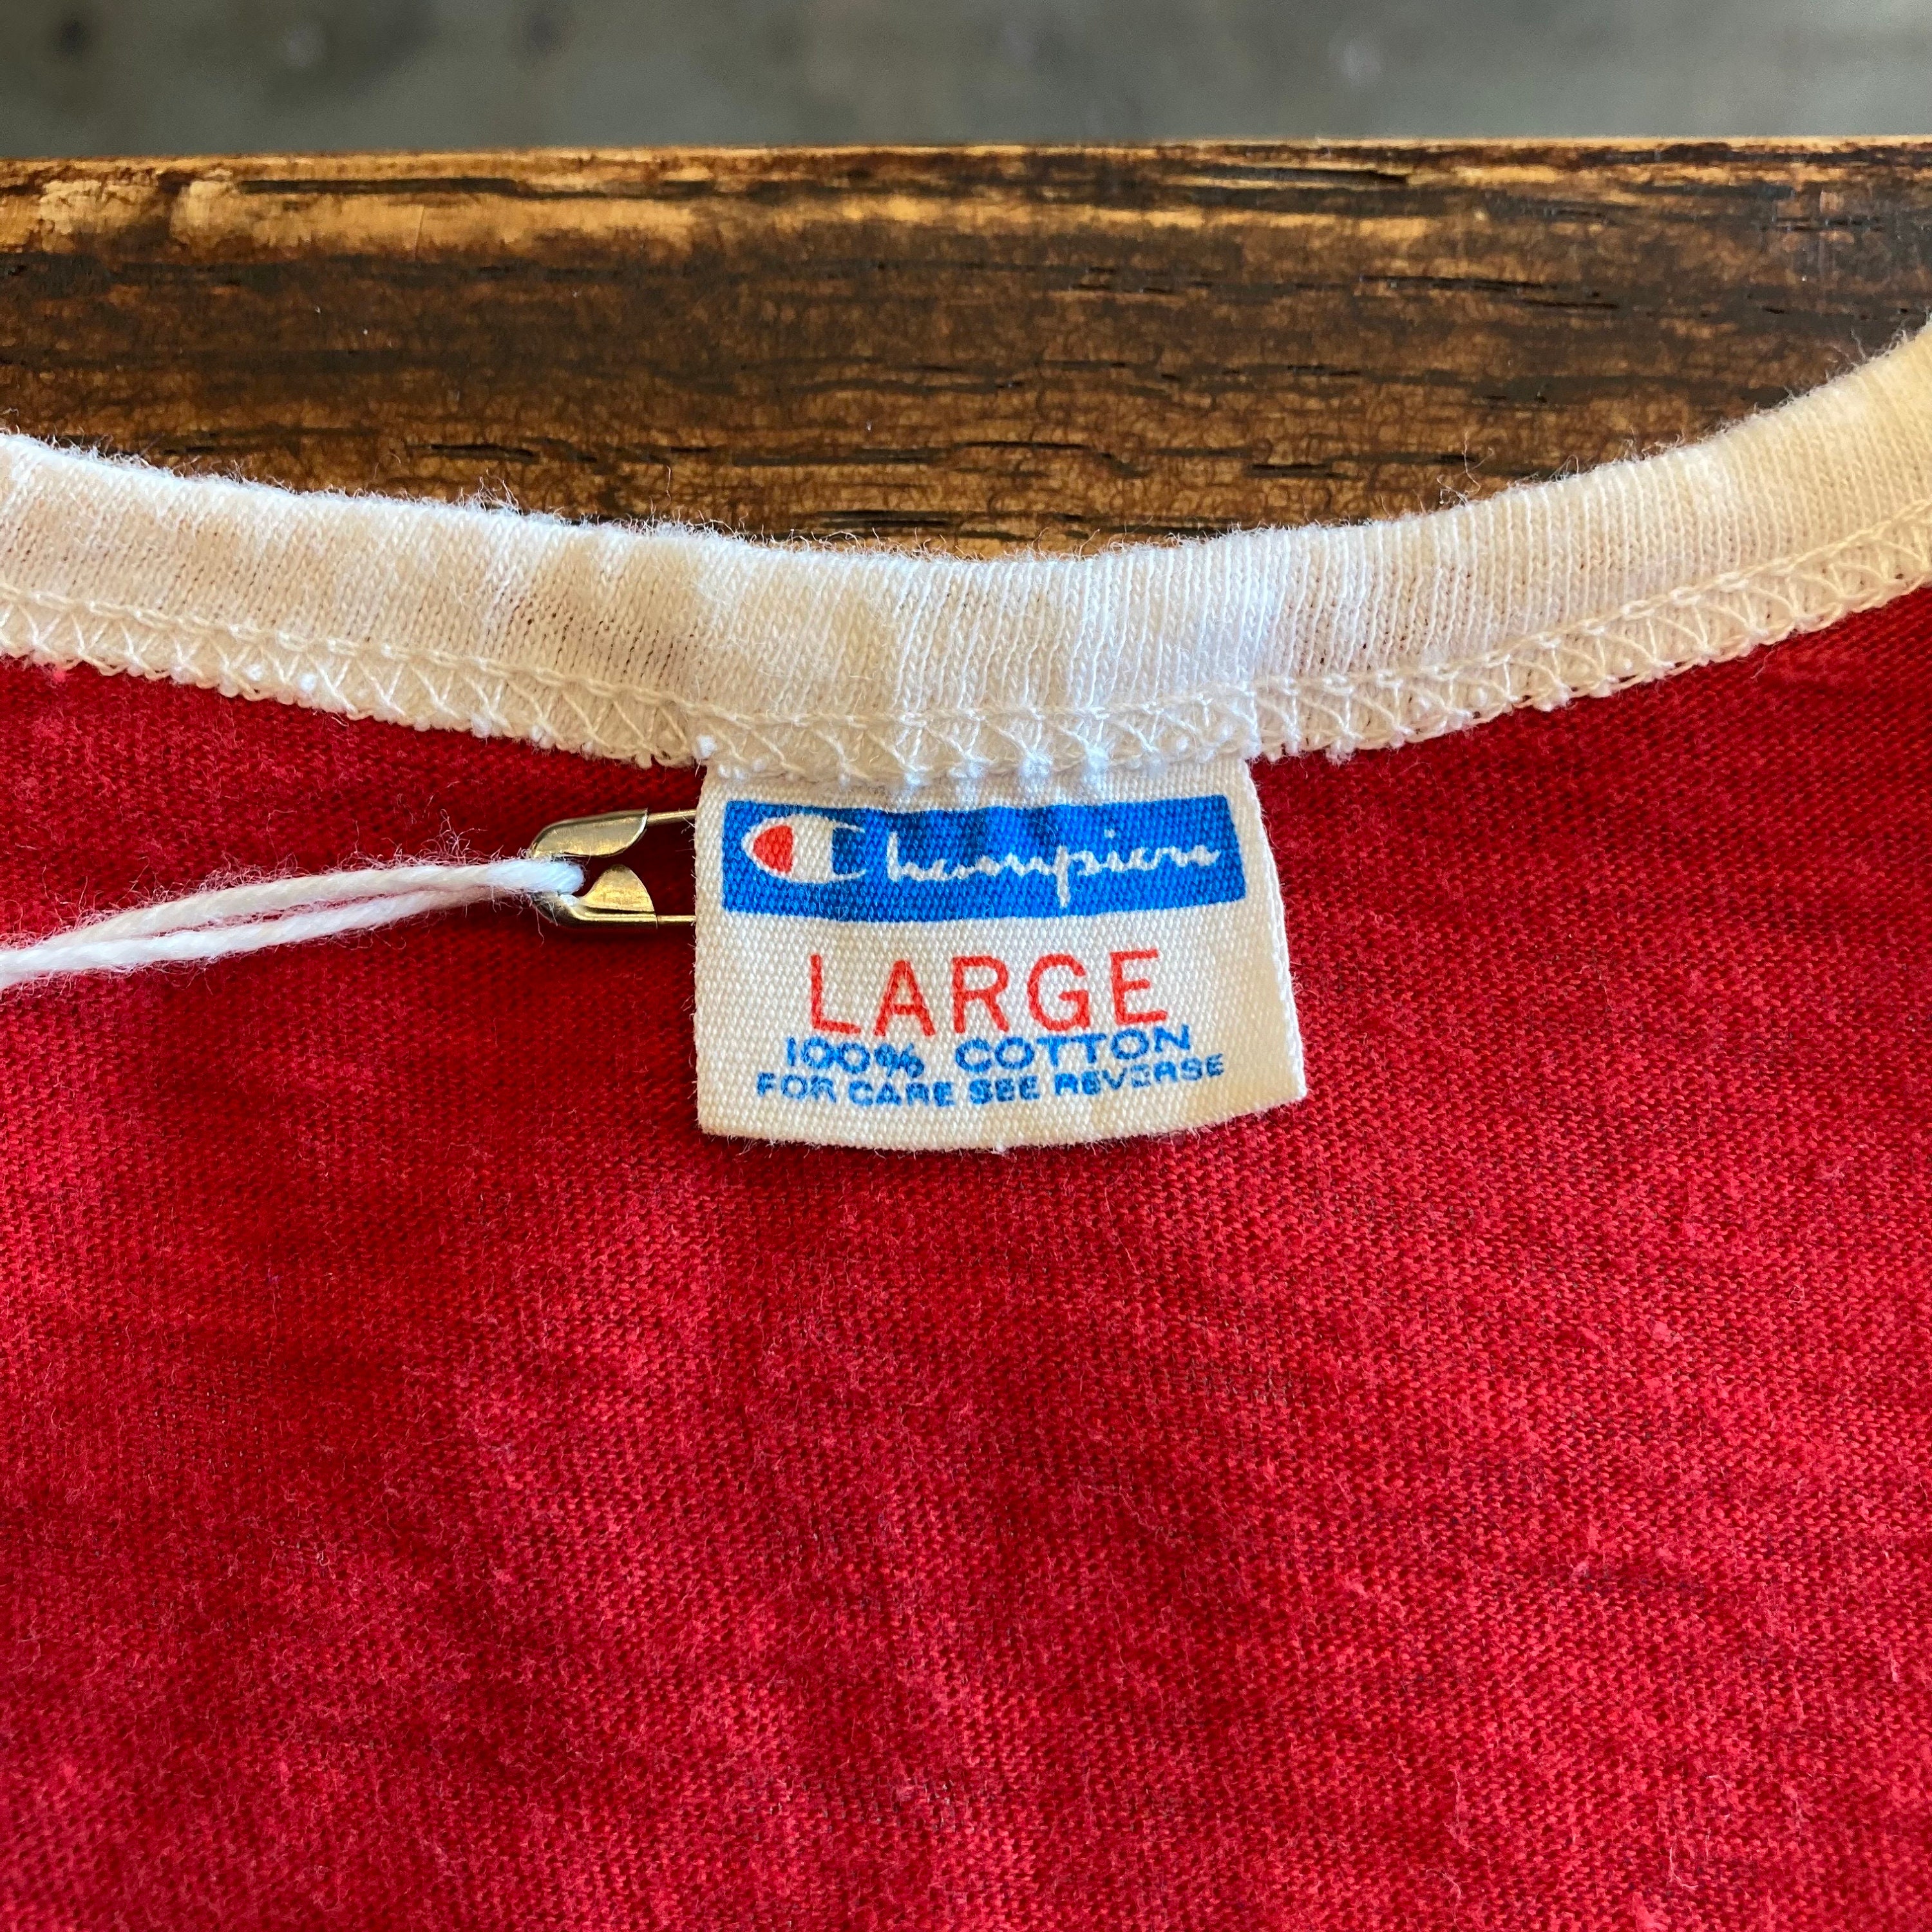 Champion
LARGE
100% COTTON
FOR CARE SEE REVERSE